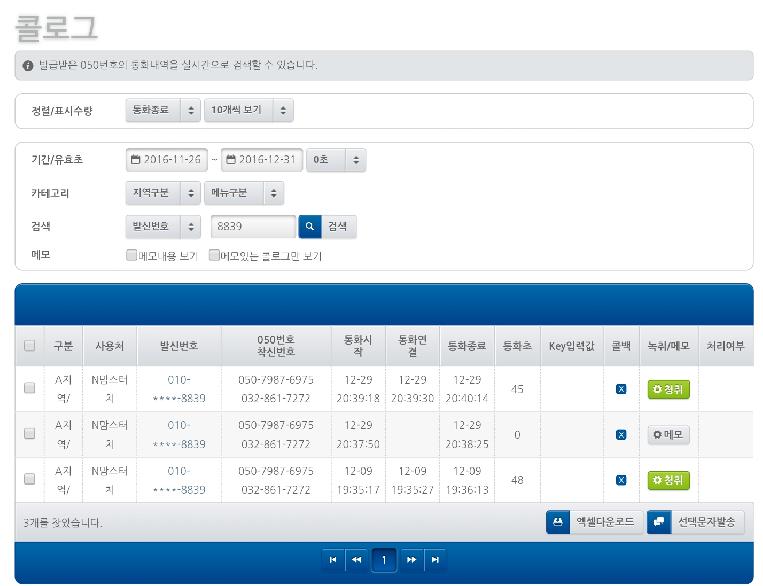 콜로그
발급받은 050번호의 통화내역을 실시간으로 검색할 수 있습니다.
정렬/표시수량 통화종료 10개씩 보기
기간/유효초 2016-11-26 ~ 2016-12-31 0초
카테고리 지역구분 메뉴구분
검색 발신번호 8839 검색
메모 메모내용 보기 메모있는 콜로그만 보기
구분 사용처 발신번호 050번호 착신번호 통화시작 통화연결 통화종료 통화초 Key입력값 콜백 녹취/메모 처리여부
A지 N맘스터 010- 050-7987-6975 12-29 12-29 12-29 45 X 청취
역/ 치 ****-8839 032-861-7272 20:39:18 20:39:30 20:40:14
A지 N맘스터 010- 050-7987-6975 12-29 12-29 0 X 메모
역/ 치 ****-8839 032-861-7272 20:37:50 20:38:25
A지 N맘스터 010- 050-7987-6975 12-09 12-09 12-09 48 X 청취
역/ 치 ****-8839 032-861-7272 19:35:17 19:35:27 19:36:13
3개를 찾았습니다. 엑셀다운로드 선택문자발송
1